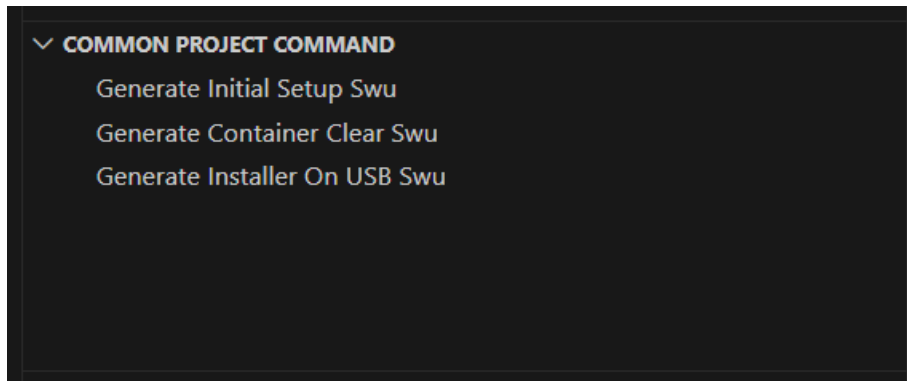 COMMON PROJECT COMMAND
Generate Initial Setup Swu
Generate Container Clear Swu
Generate Installer On USB Swu